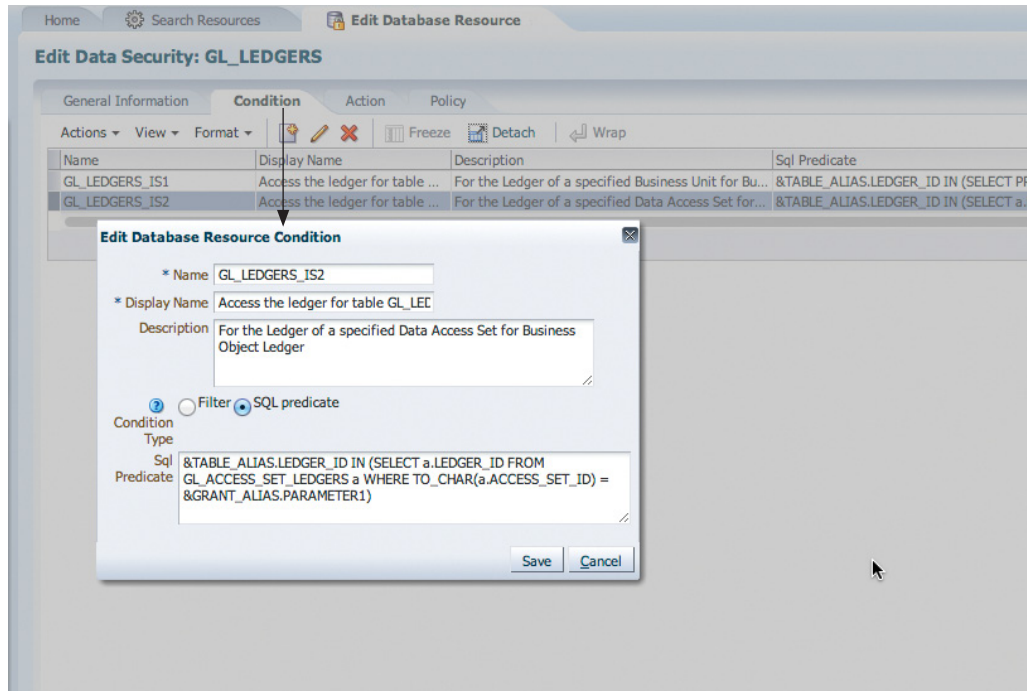 Home Search Resources Edit Database Resource
Edit Data Security: GL_LEDGERS
General Information Condition Action Policy
Actions View Format Freeze Detach Wrap
Name Display Name Description Sql Predicate
GL_LEDGERS_IS1 Access the ledger for table ... For the Ledger of a specified Business Unit for Bu... &TABLE_ALIAS.LEDGER_ID IN (SELECT PR
GL_LEDGERS_IS2 Access the ledger for table ... For the Ledger of a specified Data Access Set for... &TABLE_ALIAS.LEDGER_ID IN (SELECT a.
Edit Database Resource Condition
* Name GL_LEDGERS_IS2
* Display Name Access the ledger for table GL_LED
Description For the Ledger of a specified Data Access Set for Business
Object Ledger
Filter SQL predicate
Condition
Type
Sql &TABLE_ALIAS.LEDGER_ID IN (SELECT a.LEDGER_ID FROM
Predicate GL_ACCESS_SET_LEDGERS a WHERE TO_CHAR(a.ACCESS_SET_ID) =
&GRANT_ALIAS.PARAMETER1)
Save Cancel